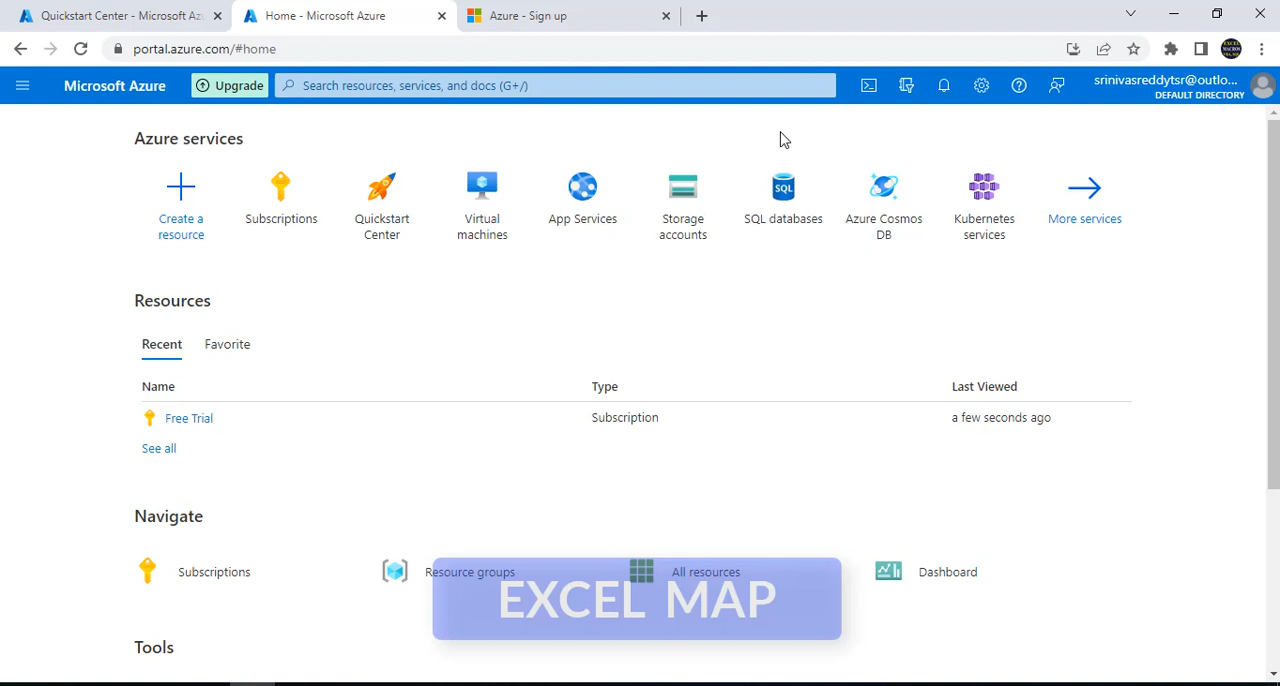 Quickstart Center - Microsoft Az
Home - Microsoft Azure
Azure - Sign up
portal.azure.com/#home
Microsoft Azure
Upgrade
Search resources, services, and docs (G+/)
srinivasreddytsr@outlo...
DEFAULT DIRECTORY
Azure services
Create a resource
Subscriptions
Quickstart Center
Virtual machines
App Services
Storage accounts
SQL
SQL databases
Azure Cosmos DB
Kubernetes services
More services
Resources
Recent
Favorite
Name
Type
Last Viewed
Free Trial
Subscription
a few seconds ago
See all
Navigate
Subscriptions
Resource groups
All resources
Dashboard
EXCEL MAP
Tools